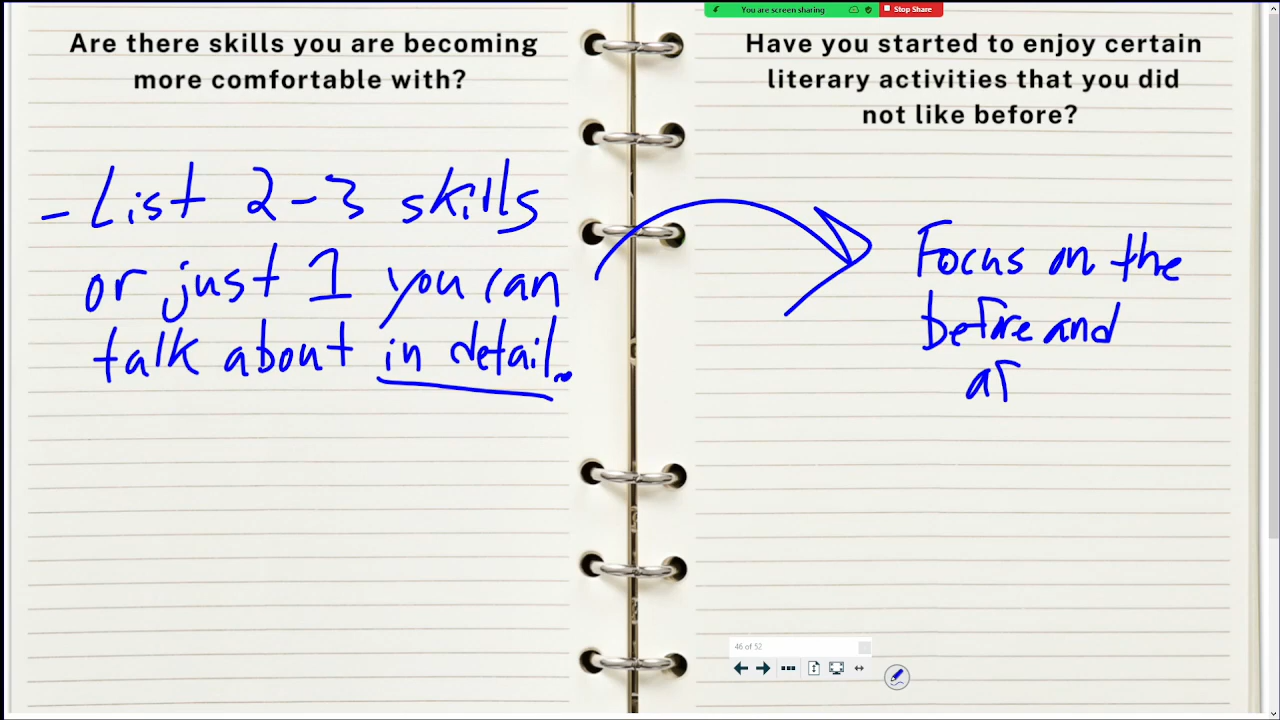 You are screen sharing
Stop Share
Are there skills you are becoming
more comfortable with?
- List 2-3 skills
or just 1 you can
talk about in detail.
Have you started to enjoy certain
literary activities that you did
not like before?
Focus on the
before and
af
46 of 52